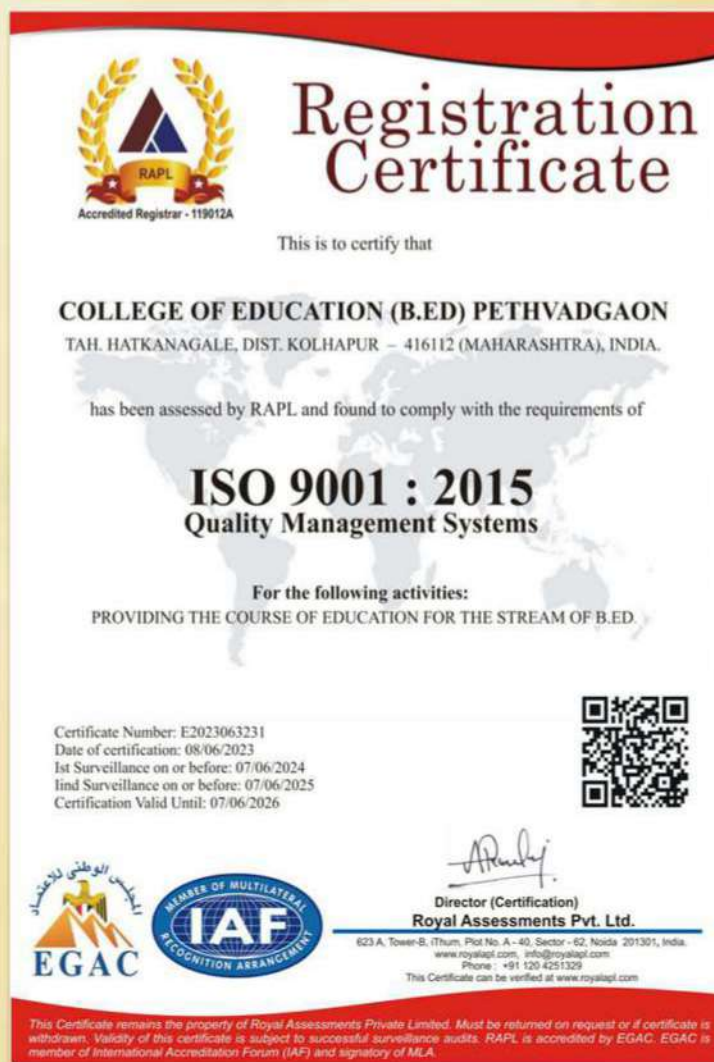 Registration
Certificate
RAPL
Accredited Registrar - 119012A
This is to certify that
COLLEGE OF EDUCATION (B.ED) PETHVADGAON
TAH. HATKANAGALE, DIST. KOLHAPUR – 416112 (MAHARASHTRA), INDIA.
has been assessed by RAPL and found to comply with the requirements of
ISO 9001 : 2015
Quality Management Systems
For the following activities:
PROVIDING THE COURSE OF EDUCATION FOR THE STREAM OF B.ED.
Certificate Number: E2023063231
Date of certification: 08/06/2023
Ist Surveillance on or before: 07/06/2024
Iind Surveillance on or before: 07/06/2025
Certification Valid Until: 07/06/2026
المجلس الوطنى للاعتماد
EGAC
MEMBER OF MULTILATERAL
IAF
RECOGNITION ARRANGEMENT
Director (Certification)
Royal Assessments Pvt. Ltd.
623 A, Tower-B, iThum, Plot No. A - 40, Sector - 62, Noida 201301, India.
www.royalapl.com, info@royalapl.com
Phone : +91 120 4251329
This Certificate can be verified at www.royalapl.com
This Certificate remains the property of Royal Assessments Private Limited. Must be returned on request or if certificate is
withdrawn. Validity of this certificate is subject to successful surveillance audits. RAPL is accredited by EGAC. EGAC is
member of International Accreditation Forum (IAF) and signatory of MLA.